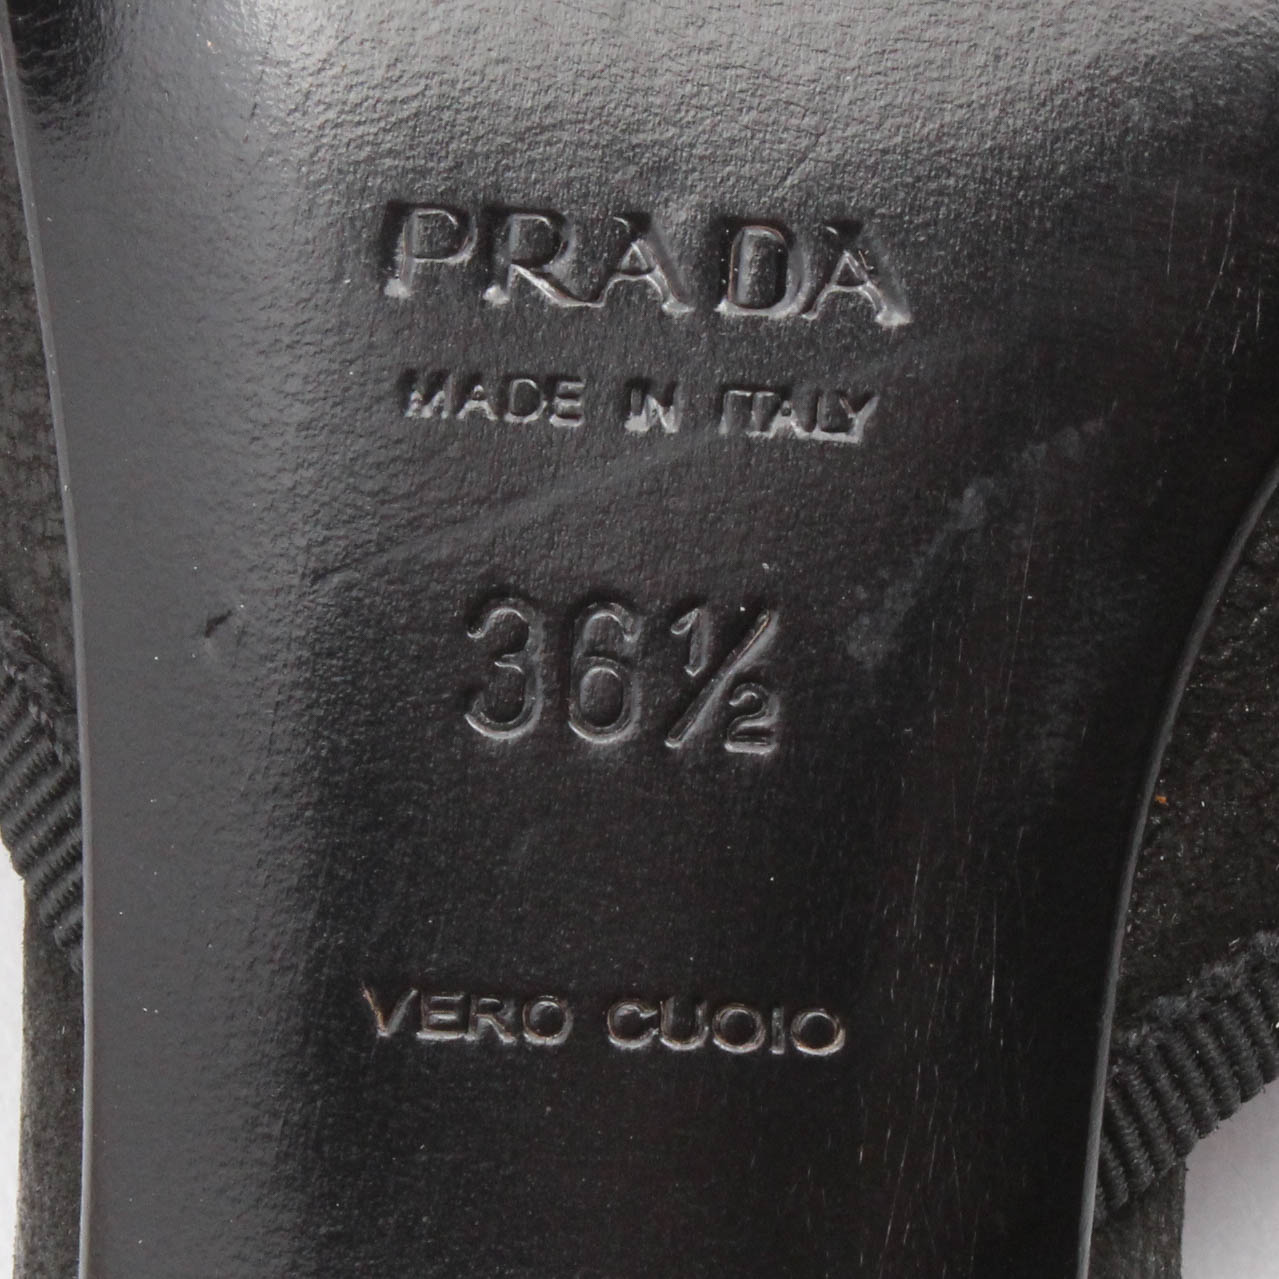 PRADA
MADE IN ITALY
36½
VERO CUOIO